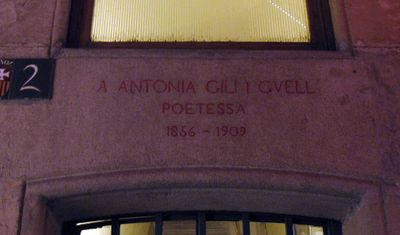 2
A ANTONIA GILI I GVELL
POETESSA
1856 - 1909